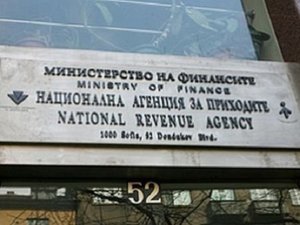 МИНИСТЕРСТВО НА ФИНАНСИТЕ
MINISTRY OF FINANCE
НАЦИОНАЛНА АГЕНЦИЯ ЗА ПРИХОДИТЕ
NATIONAL REVENUE AGENCY
1000 Sofia, 52 Dondukov Blvd.
52